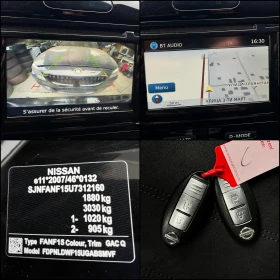 S'assurer de la sécurité avant de reculer.
BT AUDIO
16:30
Menu
D-MODE
NISSAN
e11*2007/46*0132
SJNFANF15U7312160
1880 kg
3030 kg
1- 1020 kg
2- 905 kg
Type FANF15 Colour, Trim GAC Q
Model FDPNLDWF15UGABSMVF